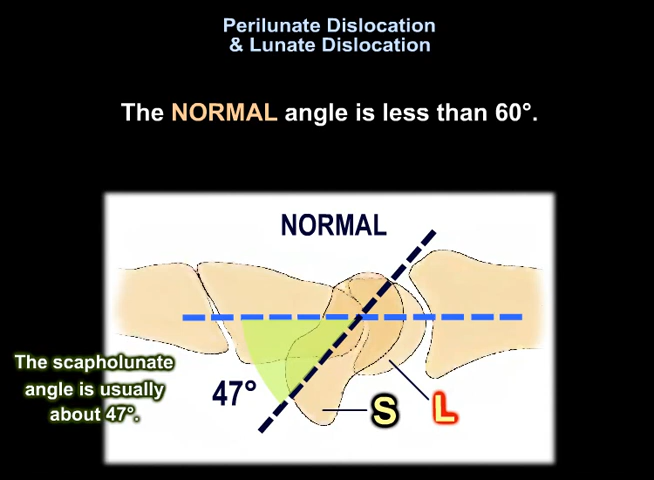 Perilunate Dislocation
& Lunate Dislocation
The NORMAL angle is less than 60°.
NORMAL
The scapholunate
angle is usually
about 47°.
47°
S
L